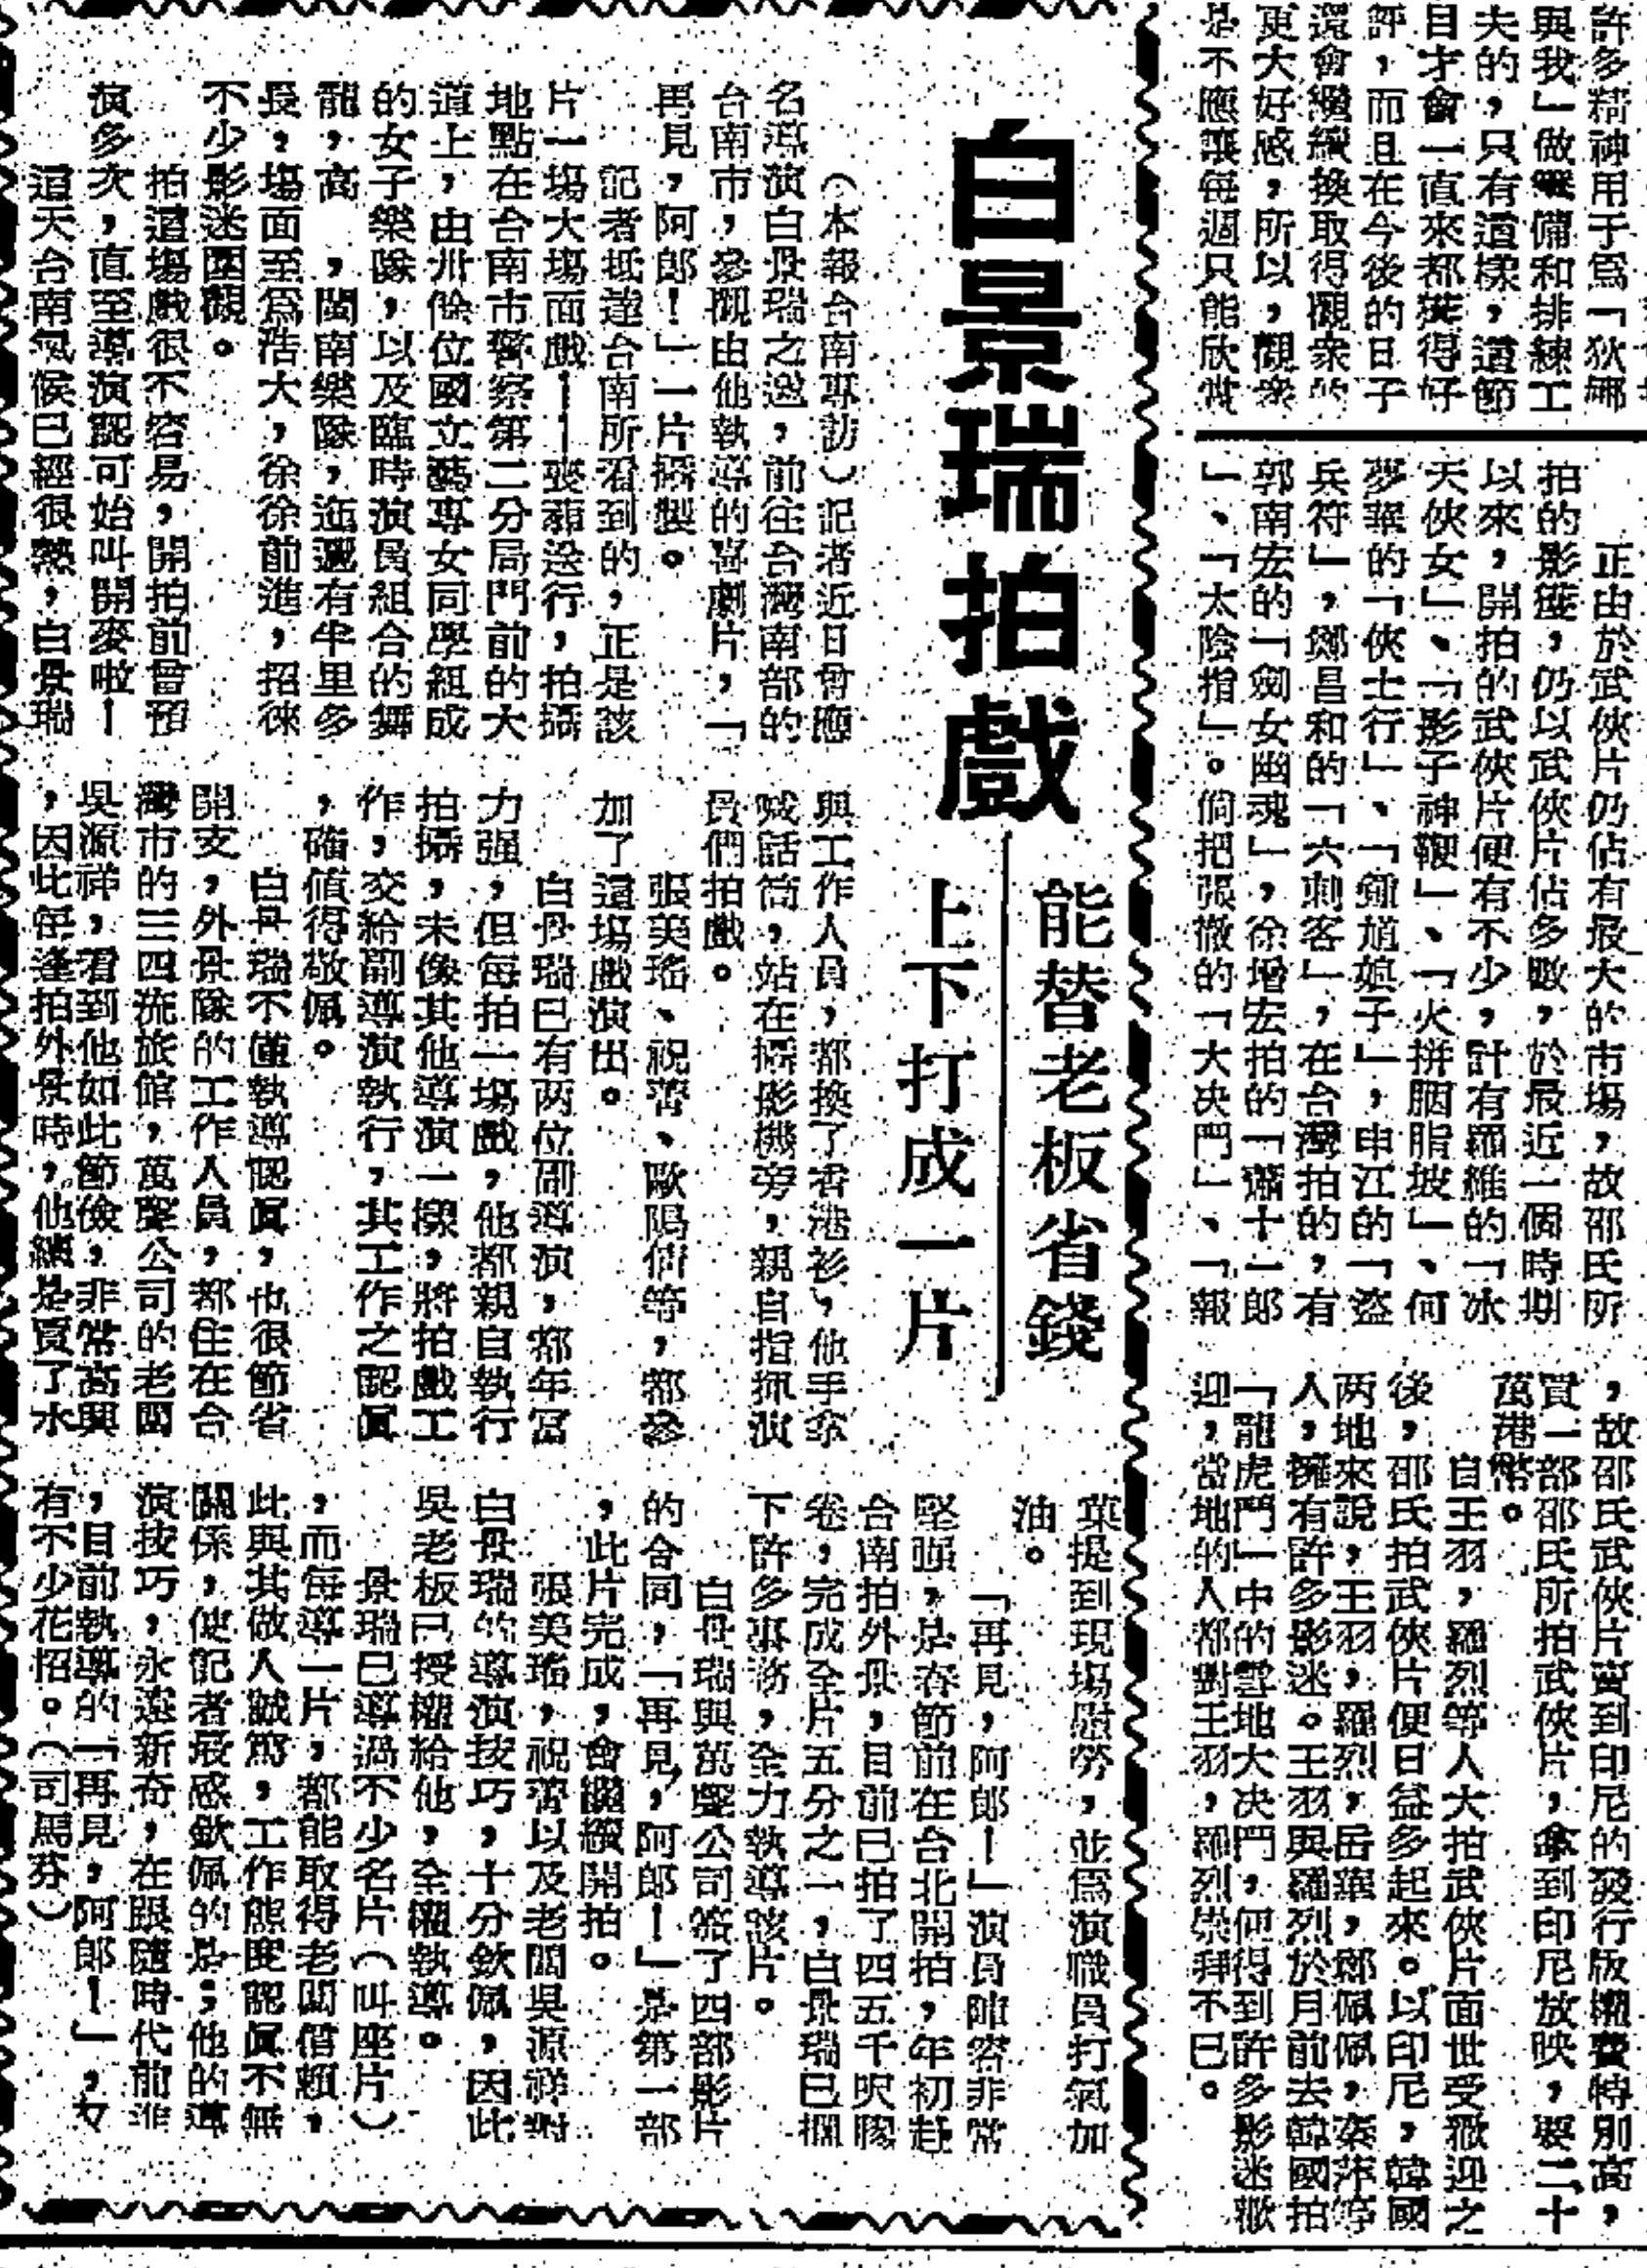 許多精神用于爲「狄娜
與我」做準備和排練工
夫的，只有這樣，這節
目才會一直來都獲得好
評，而且在今後的日子
還會繼續換取得觀衆的
更大好感，所以，觀衆
是不應讓每週只能欣賞
正由於武俠片仍佔有最大的市場，故邵氏所
拍的影片，仍以武俠片佔多數，於最近一個時期
以來，開拍的武俠片便有不少，計有羅維的「冰
天俠女」、「影子神鞭」、「火拼胭脂坡」、何
夢華的「俠士行」、「鍾馗娘子」，申江的「盜
兵符」，鄭昌和的「六刺客」，在台灣拍的，有
郭南宏的「劍女幽魂」，徐增宏拍的「蕭十一郎
」、「太陰指」。倘把張徹的「大決鬥」、「報
，故邵氏武俠片賣到印尼的發行版權費特別高，
買一部邵氏所拍武俠片，拿到印尼放映，要二十
萬港幣。
自王羽，羅烈等人大拍武俠片面世受歡迎之
後，邵氏拍武俠片便日益多起來。以印尼，韓國
两地來說，王羽，羅烈，岳華，鄭佩佩，秦萍等
人，擁有許多影迷。王羽與羅烈於月前去韓國拍
「龍虎門」中的雪地大決鬥，便得到許多影迷歡
迎，當地的人都對王羽，羅烈崇拜不已。
白景瑞拍戲
能替老板省錢
上下打成一片
（本報台南專訪）記者近日曾應
名導演白景瑞之邀，前往台灣南部的
台南市，參觀由他執導的喜劇片，「
再見，阿郎！」一片攝製。
記者抵達台南所看到的，正是該
片一塲大塲面戲——喪葬送行，拍攝
地點在台南市警察第二分局門前的大
道上，由卅餘位國立藝專女同學組成
的女子樂隊，以及臨時演員組合的舞
龍，高，閩南樂隊，迤邐有半里多
長，塲面至爲浩大，徐徐前進，招徠
不少影迷圍觀。
拍這塲戲很不容易，開拍前曾預
演多次，直至導演認可始叫開麥啦！
這天台南氣候已經很熱，白景瑞
與工作人員，都換了香港衫，他手拿
喊話筒，站在攝影機旁，親自指揮演
員們拍戲。
張美瑤、祝菁、歐陽倩等，都參
加了這塲戲演出。
白景瑞已有两位副導演，都年富
力强，但每拍一塲戲，他都親自執行
拍攝，未像其他導演一樣，將拍戲工
作，交給副導演執行，其工作之認眞
，確值得敬佩。
白景瑞不僅執導認眞，也很節省
開支，外景隊的工作人員，都住在台
灣市的三四流旅館，萬聲公司的老闆
吳源祥，看到他如此節儉，非常高興
，因此每逢拍外景時，他總是買了水
菓提到現塲慰勞，並爲演職員打氣加
油。
「再見，阿郎！」演員陣容非常
堅强，是春節前在台北開拍，年初赴
台南拍外景，目前已拍了四五千呎膠
卷，完成全片五分之一，白景瑞已摒
下許多事務，全力執導該片。
白景瑞與萬聲公司簽了四部影片
的合同，「再見，阿郎！」是第一部
，此片完成，會繼續開拍。
張美瑤，祝菁以及老闆吳源祥對
白景瑞的導演技巧，十分欽佩，因此
吳老板已授權給他，全權執導。
景瑞已導過不少名片（叫座片）
，而每導一片，都能取得老闆信賴，
此與其做人誠篤，工作態度認眞不無
關係，使記者最感欽佩的是；他的導
演技巧，永遠新奇，在跟隨時代前進
，目前執導的「再見，阿郎！」，又
有不少花招。（司馬芬）